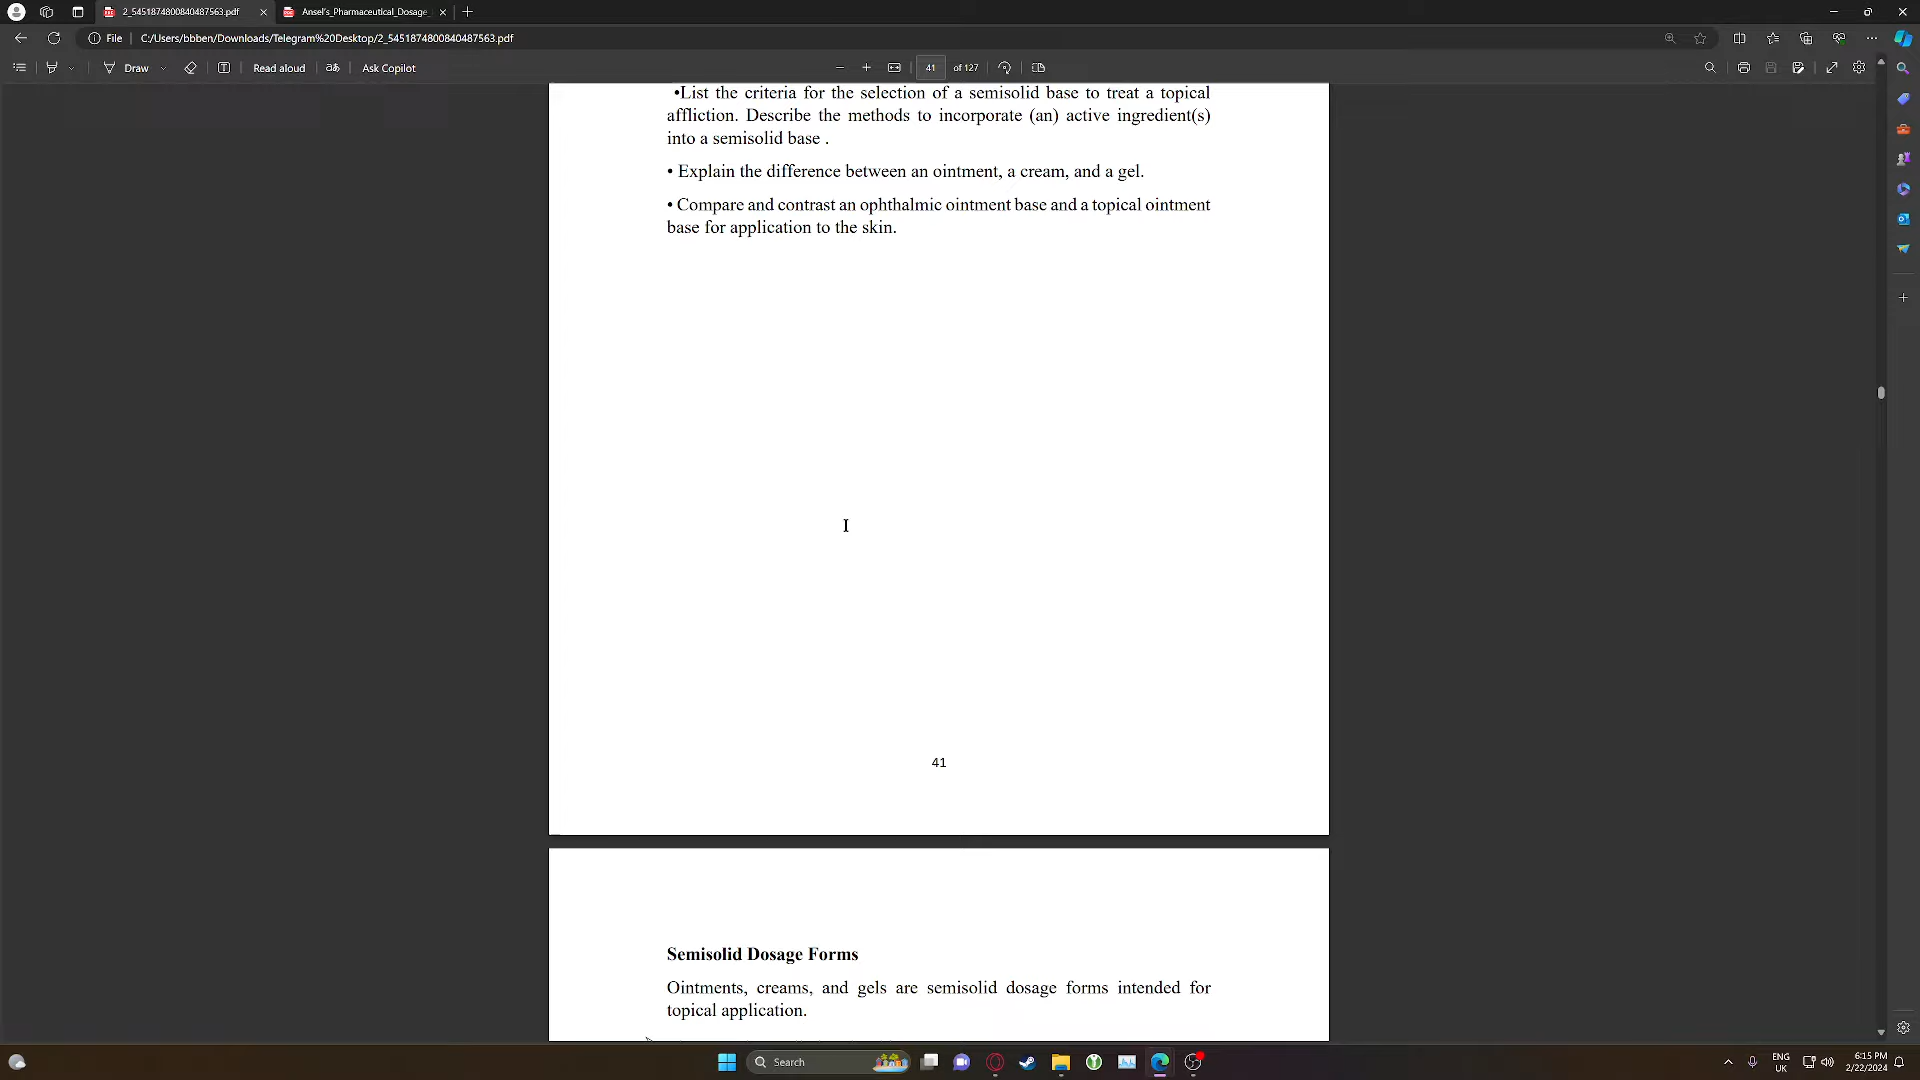 2_5451874800840487563.pdf
Ansel's_Pharmaceutical_Dosage_
File
C:/Users/bbben/Downloads/Telegram%20Desktop/2_5451874800840487563.pdf
Draw
Read aloud
Ask Copilot
41
of 127
•List the criteria for the selection of a semisolid base to treat a topical
affliction. Describe the methods to incorporate (an) active ingredient(s)
into a semisolid base .
• Explain the difference between an ointment, a cream, and a gel.
• Compare and contrast an ophthalmic ointment base and a topical ointment
base for application to the skin.
41
Semisolid Dosage Forms
Ointments, creams, and gels are semisolid dosage forms intended for
topical application.
Search
ENG
UK
6:15 PM
2/22/2024